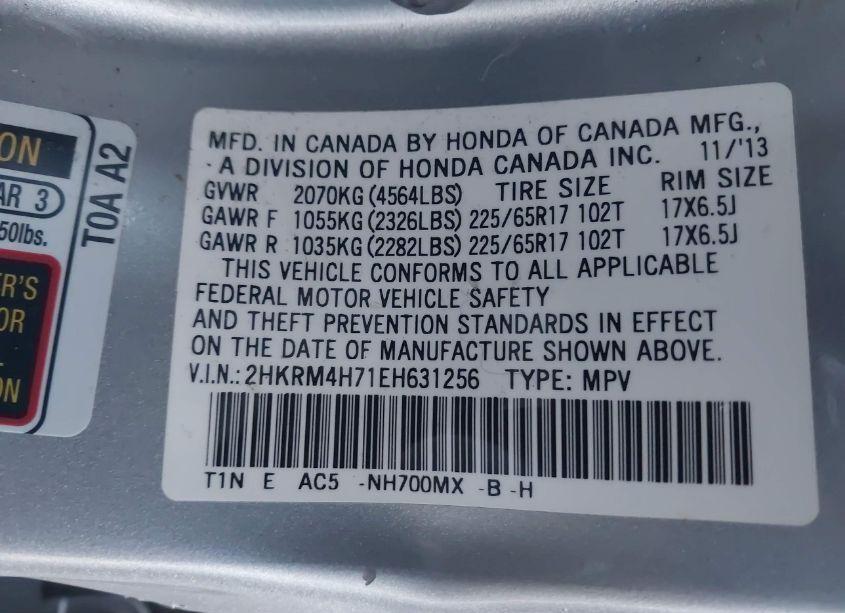 ON
AR 3
50lbs.
TOA A2
ER'S
OR
ON
MFD. IN CANADA BY HONDA OF CANADA MFG.,
A DIVISION OF HONDA CANADA INC. 11/'13
GVWR 2070KG (4564LBS) TIRE SIZE RIM SIZE
GAWR F 1055KG (2326LBS) 225/65R17 102T 17X6.5J
GAWR R 1035KG (2282LBS) 225/65R17 102T 17X6.5J
THIS VEHICLE CONFORMS TO ALL APPLICABLE
FEDERAL MOTOR VEHICLE SAFETY
AND THEFT PREVENTION STANDARDS IN EFFECT
ON THE DATE OF MANUFACTURE SHOWN ABOVE.
V.I.N.: 2HKRM4H71EH631256 TYPE: MPV
T1N E AC5 -NH700MX -B -H